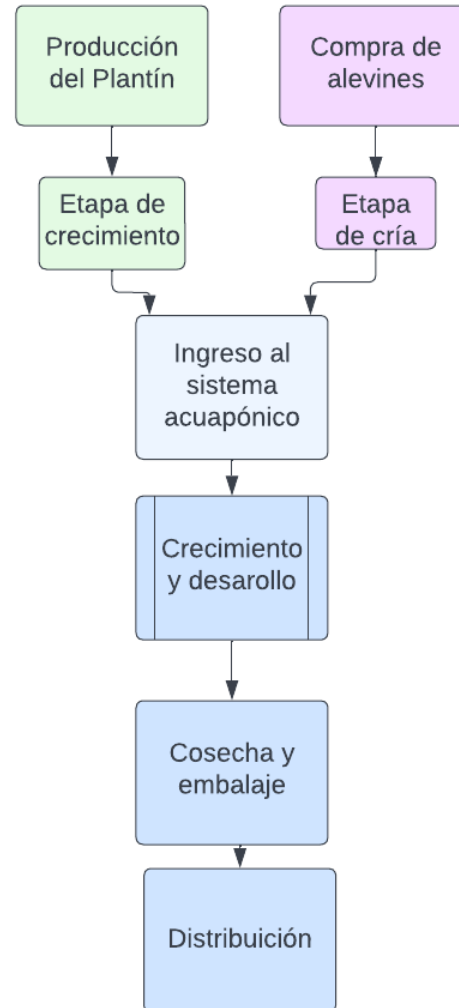 Producción
del Plantín
Compra de
alevines
Etapa de
crecimiento
Etapa
de cría
Ingreso al
sistema
acuapónico
Crecimiento
y desarollo
Cosecha y
embalaje
Distribuición